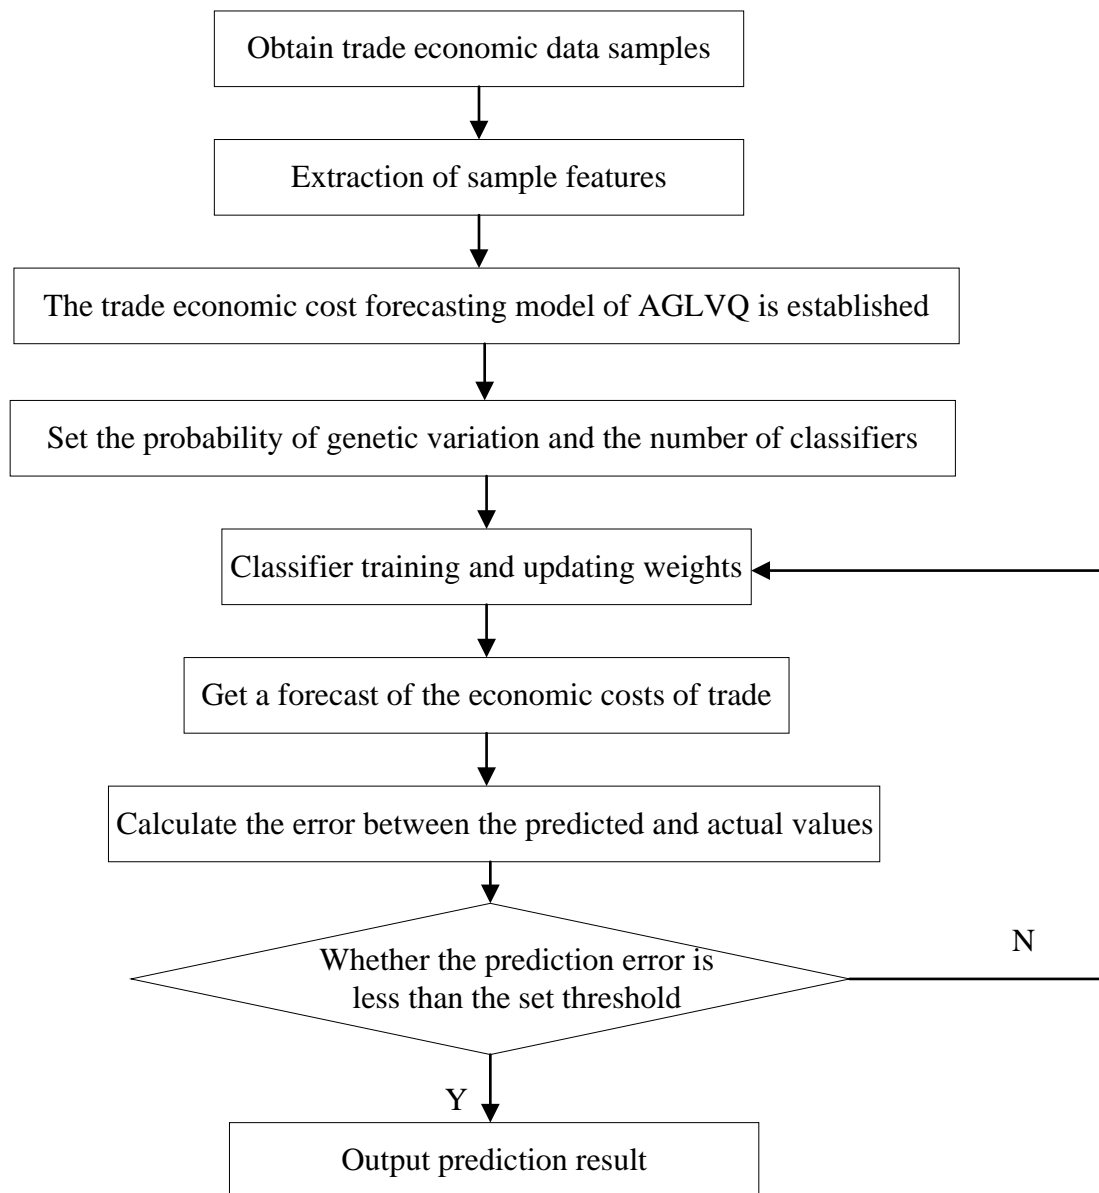 Obtain trade economic data samples
Extraction of sample features
The trade economic cost forecasting model of AGLVQ is established
Set the probability of genetic variation and the number of classifiers
Classifier training and updating weights
Get a forecast of the economic costs of trade
Calculate the error between the predicted and actual values
Whether the prediction error is
less than the set threshold
N
Y
Output prediction result